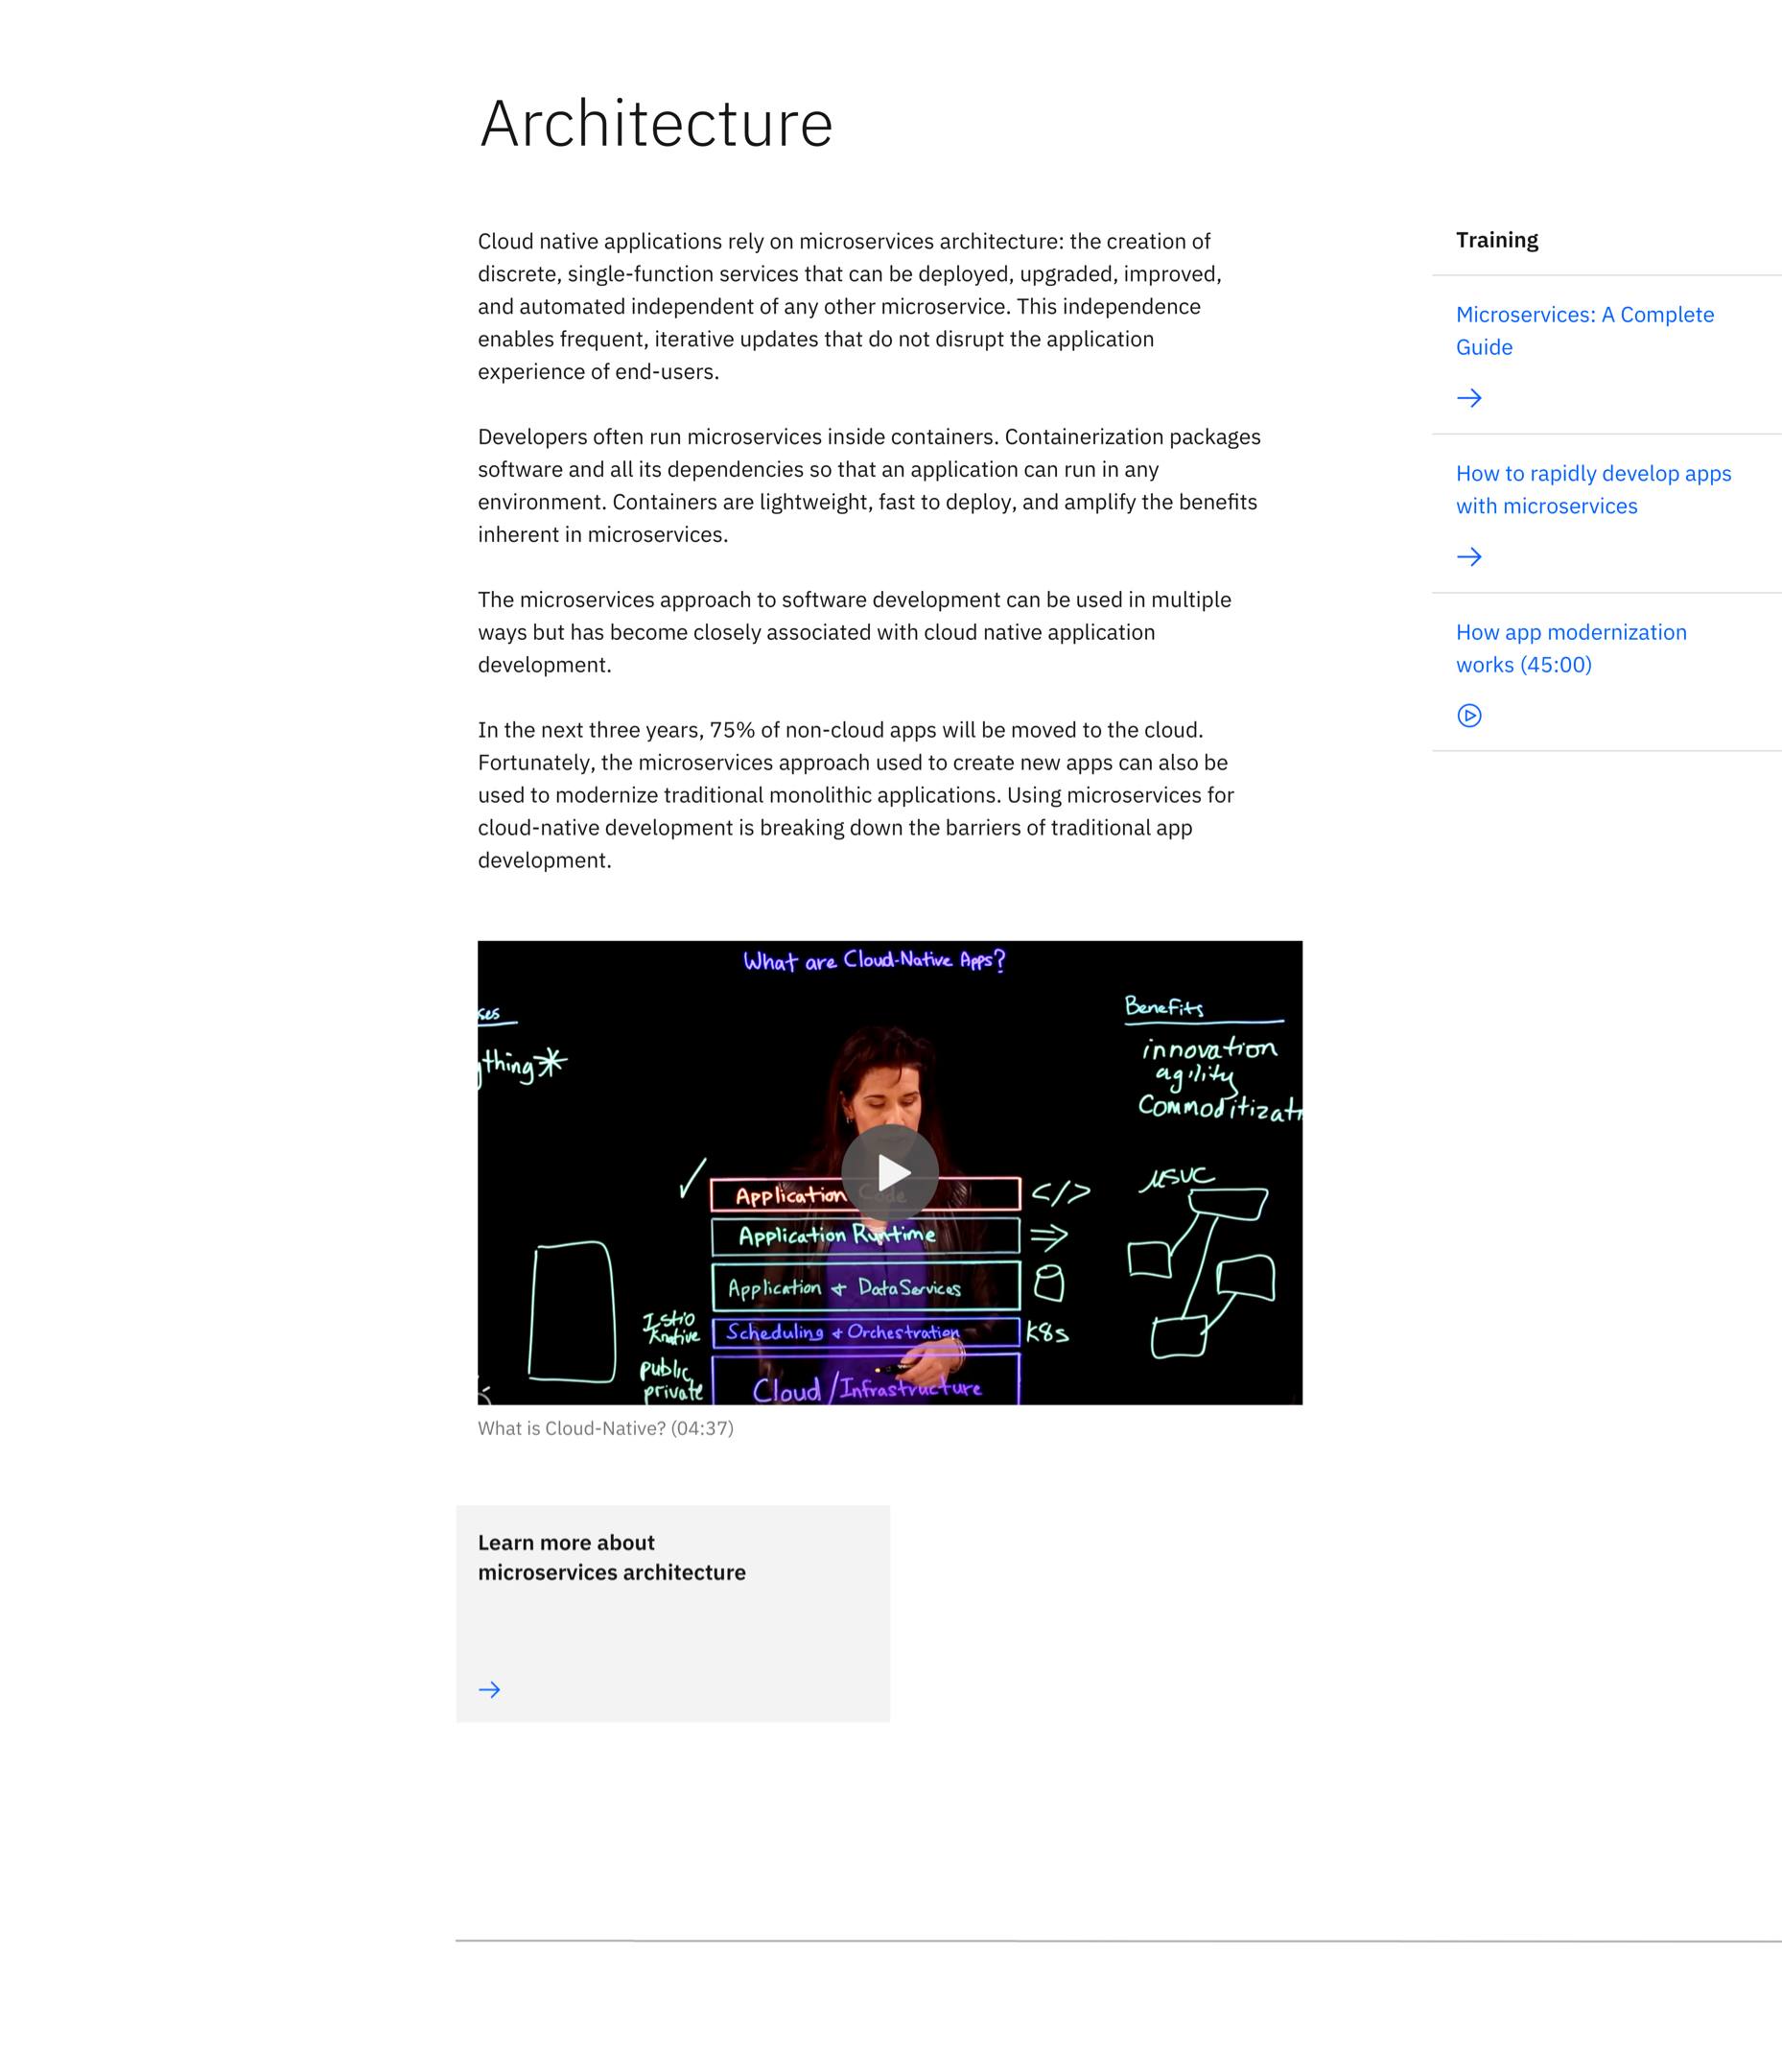 Architecture
Cloud native applications rely on microservices architecture: the creation of
discrete, single-function services that can be deployed, upgraded, improved,
and automated independent of any other microservice. This independence
enables frequent, iterative updates that do not disrupt the application
experience of end-users.
Developers often run microservices inside containers. Containerization packages
software and all its dependencies so that an application can run in any
environment. Containers are lightweight, fast to deploy, and amplify the benefits
inherent in microservices.
The microservices approach to software development can be used in multiple
ways but has become closely associated with cloud native application
development.
In the next three years, 75% of non-cloud apps will be moved to the cloud.
Fortunately, the microservices approach used to create new apps can also be
used to modernize traditional monolithic applications. Using microservices for
cloud-native development is breaking down the barriers of traditional app
development.
Training
Microservices: A Complete
Guide
How to rapidly develop apps
with microservices
How app modernization
works (45:00)
What are Cloud-Native Apps?
ses
ything*
Benefits
innovation
agility
Commoditizati
Application Code </>
Application Runtime
Application + Data Services
Istio
Knative
Scheduling + Orchestration K8s
public
private
Cloud/Infrastructure
μsvc
What is Cloud-Native? (04:37)
Learn more about
microservices architecture